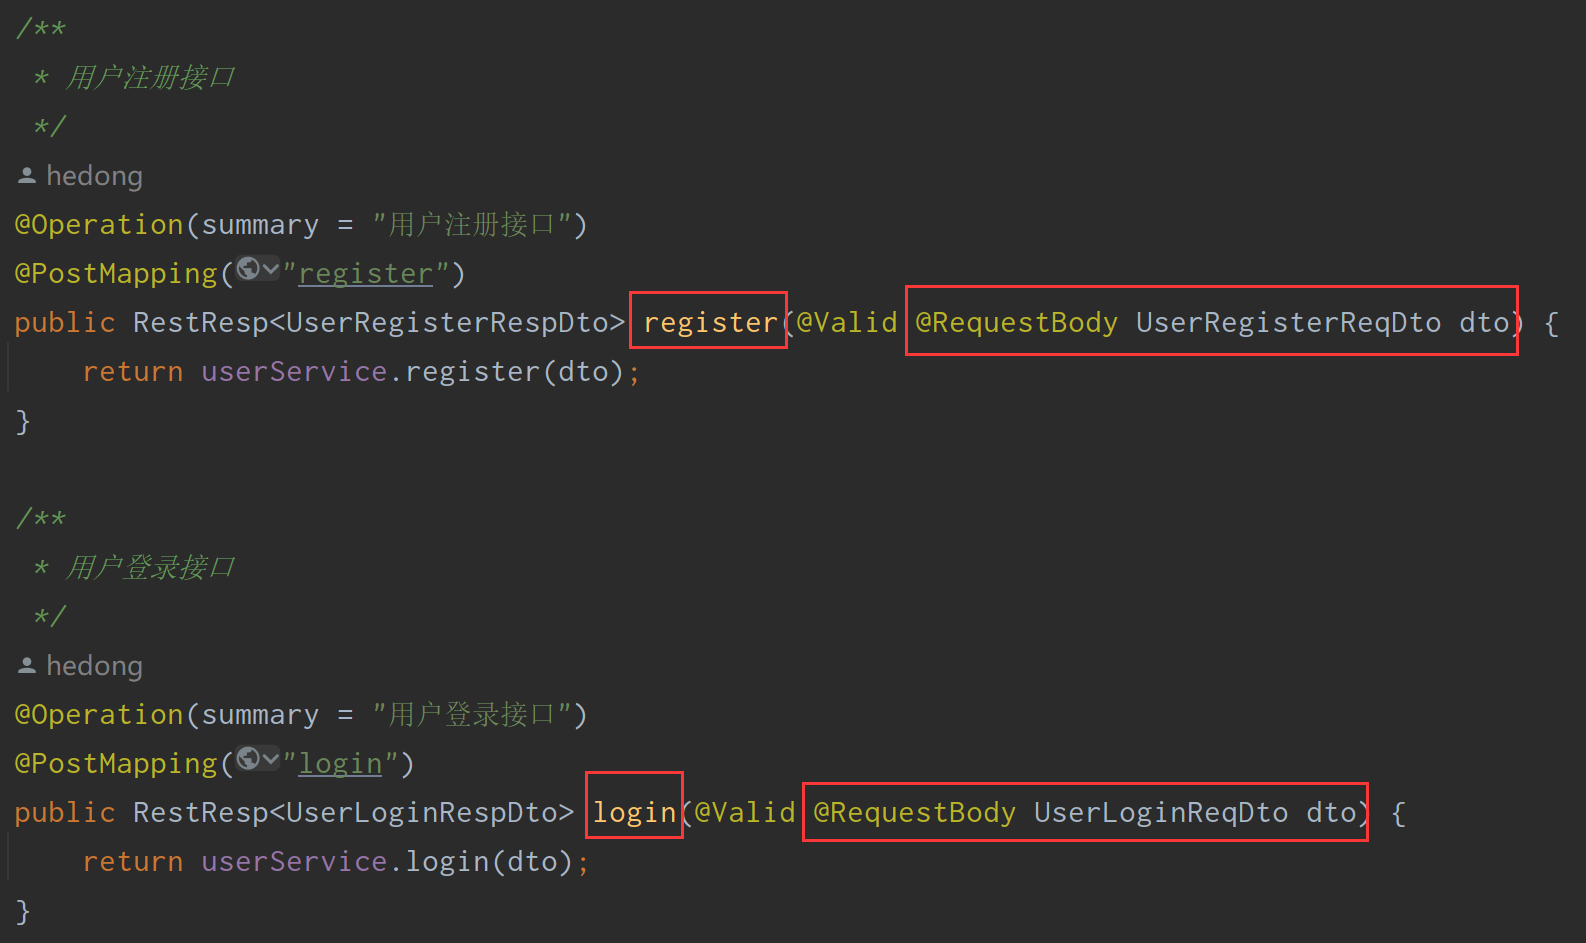 /**
 * 用户注册接口
 */
hedong
@Operation(summary = "用户注册接口")
@PostMapping("register")
public RestResp<UserRegisterRespDto> register(@Valid @RequestBody UserRegisterReqDto dto) {
    return userService.register(dto);
}
/**
 * 用户登录接口
 */
hedong
@Operation(summary = "用户登录接口")
@PostMapping("login")
public RestResp<UserLoginRespDto> login(@Valid @RequestBody UserLoginReqDto dto) {
    return userService.login(dto);
}